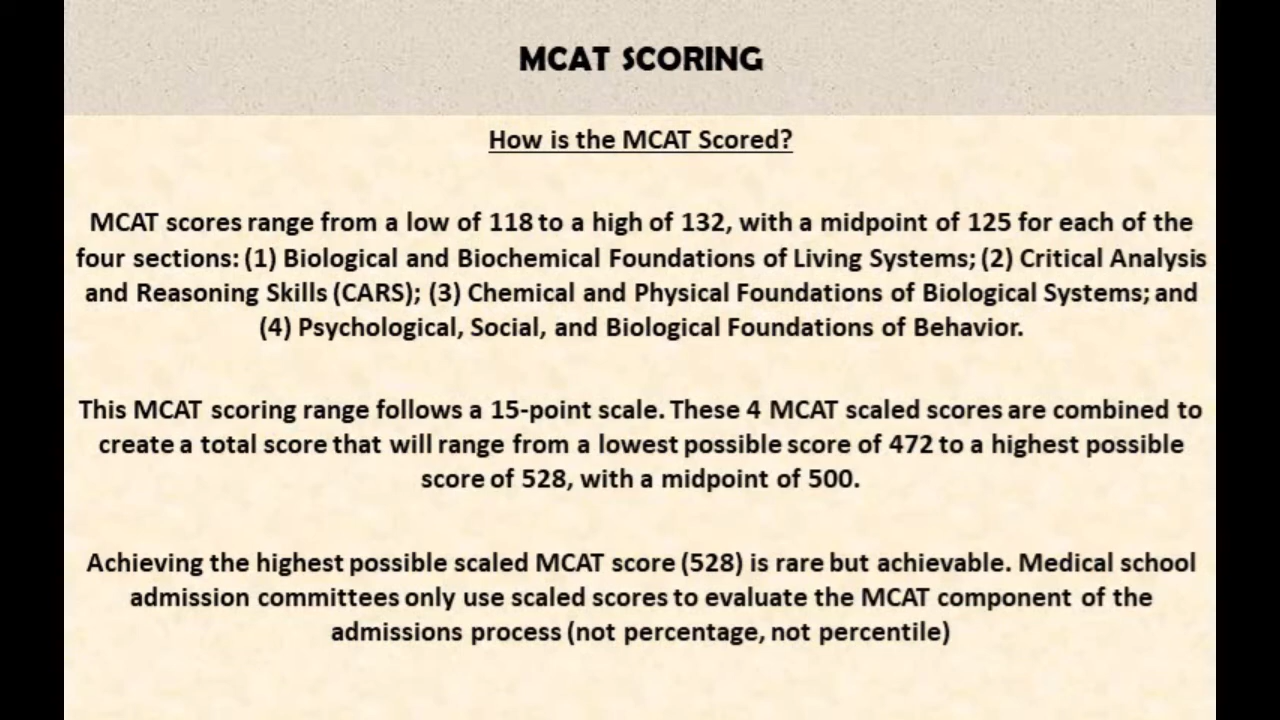 MCAT SCORING
How is the MCAT Scored?
MCAT scores range from a low of 118 to a high of 132, with a midpoint of 125 for each of the
four sections: (1) Biological and Biochemical Foundations of Living Systems; (2) Critical Analysis
and Reasoning Skills (CARS); (3) Chemical and Physical Foundations of Biological Systems; and
(4) Psychological, Social, and Biological Foundations of Behavior.
This MCAT scoring range follows a 15-point scale. These 4 MCAT scaled scores are combined to
create a total score that will range from a lowest possible score of 472 to a highest possible
score of 528, with a midpoint of 500.
Achieving the highest possible scaled MCAT score (528) is rare but achievable. Medical school
admission committees only use scaled scores to evaluate the MCAT component of the
admissions process (not percentage, not percentile)